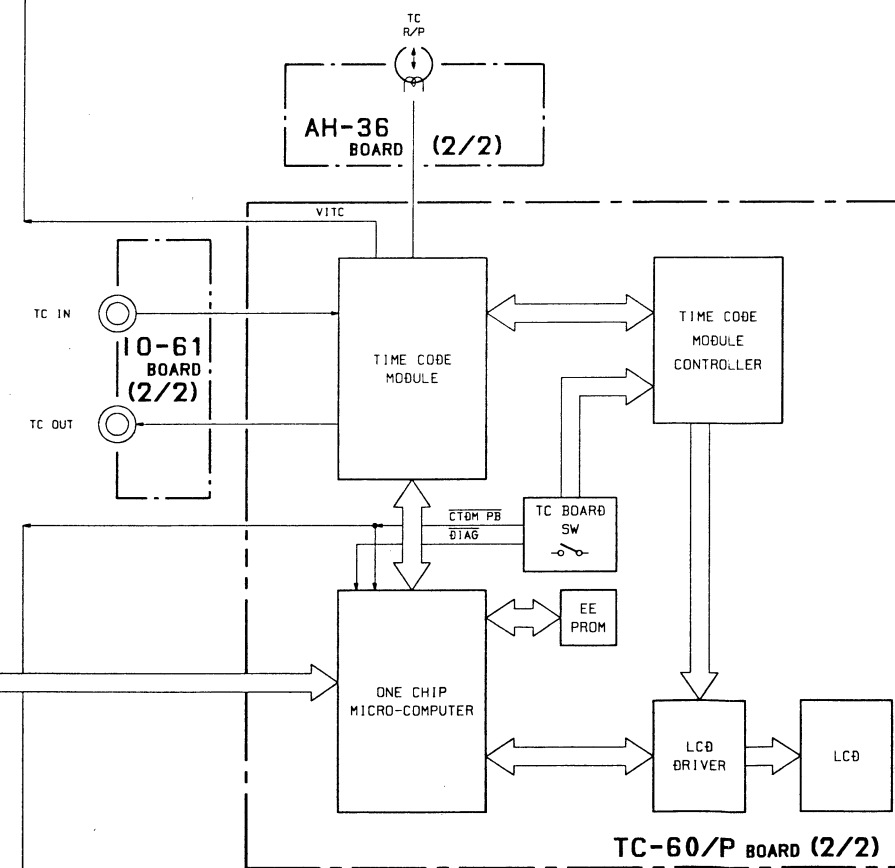 TC
R/P
AH-36
BOARD (2/2)
VITC
TC IN
IO-61
BOARD
(2/2)
TC OUT
TIME CODE
MODULE
TIME CODE
MODULE
CONTROLLER
CTDM PB
DIAG
TC BOARD
SW
EE
PROM
ONE CHIP
MICRO-COMPUTER
LCD
DRIVER
LCD
TC-60/P BOARD (2/2)